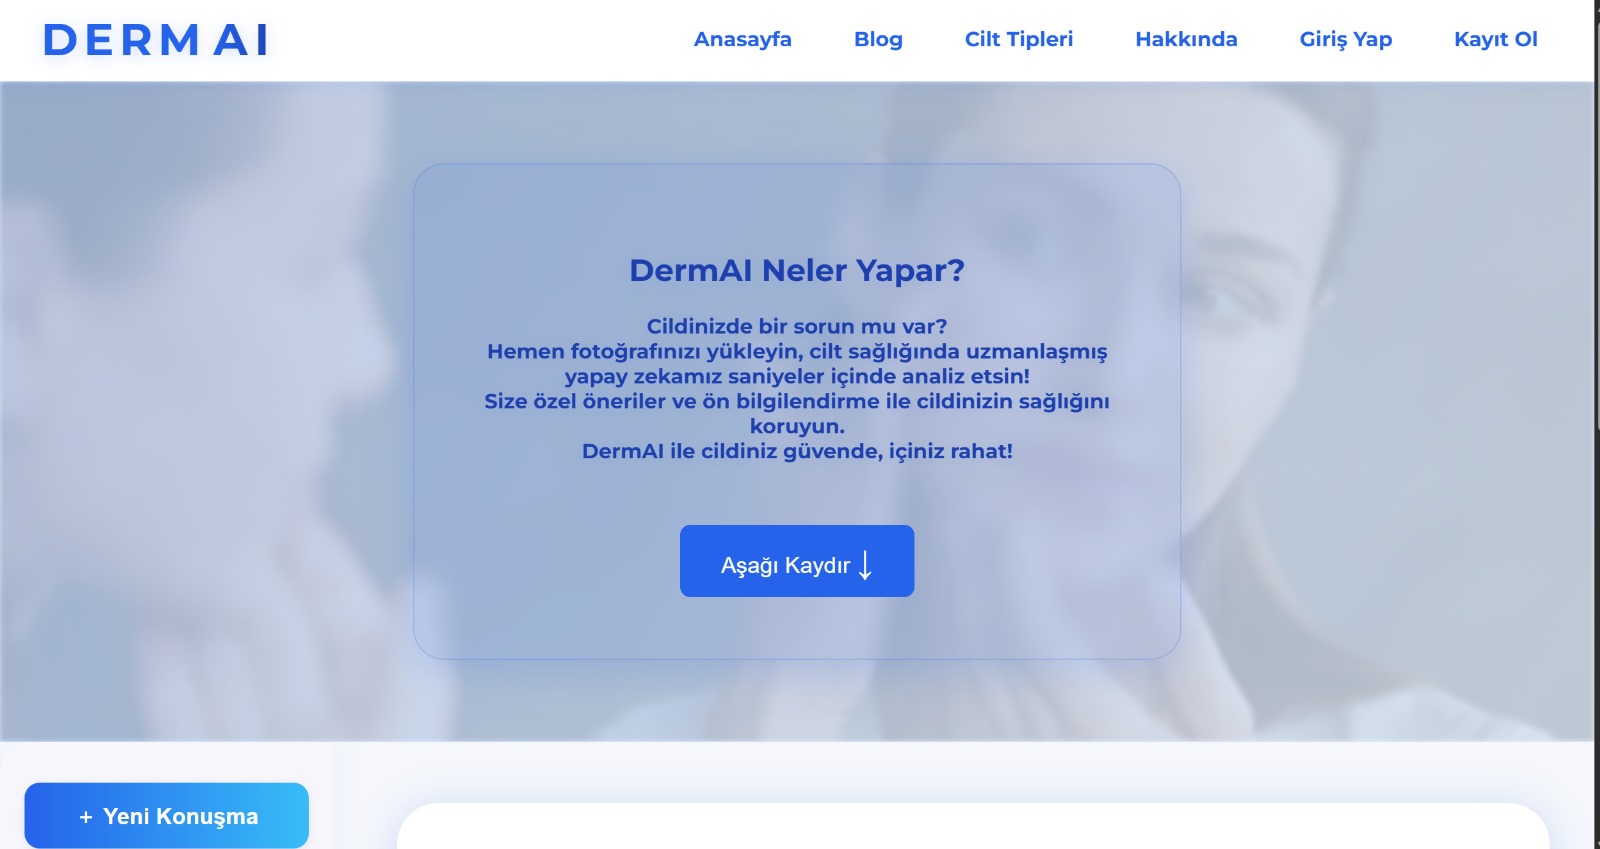 DERM AI
Anasayfa Blog Cilt Tipleri Hakkında Giriş Yap Kayıt Ol
DermAI Neler Yapar?
Cildinizde bir sorun mu var?
Hemen fotoğrafınızı yükleyin, cilt sağlığında uzmanlaşmış
yapay zekamız saniyeler içinde analiz etsin!
Size özel öneriler ve ön bilgilendirme ile cildinizin sağlığını
koruyun.
DermAI ile cildiniz güvende, içiniz rahat!
Aşağı Kaydır ↓
+ Yeni Konuşma